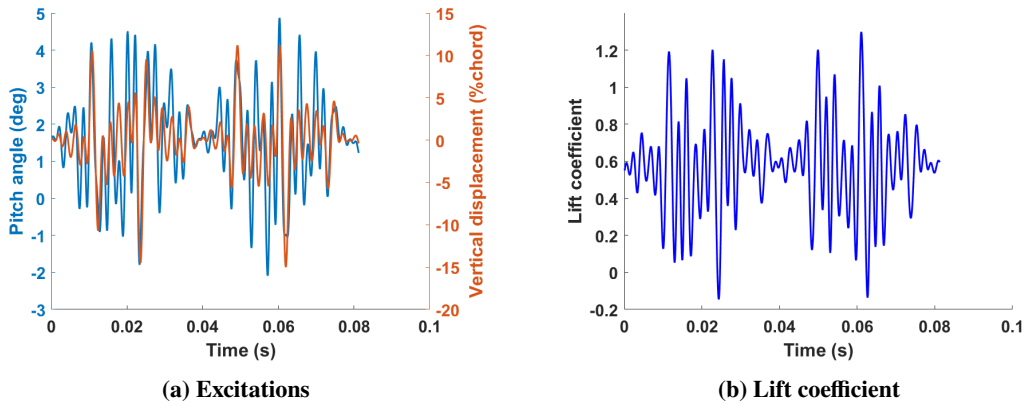 5
4
3
2
1
0
-1
-2
-3
Pitch angle (deg)
15
10
5
0
-5
-10
-15
-20
Vertical displacement (%chord)
0 0.02 0.04 0.06 0.08 0.1
Time (s)
(a) Excitations
1.2
1
0.8
0.6
0.4
0.2
0
-0.2
Lift coefficient
0 0.02 0.04 0.06 0.08 0.1
Time (s)
(b) Lift coefficient